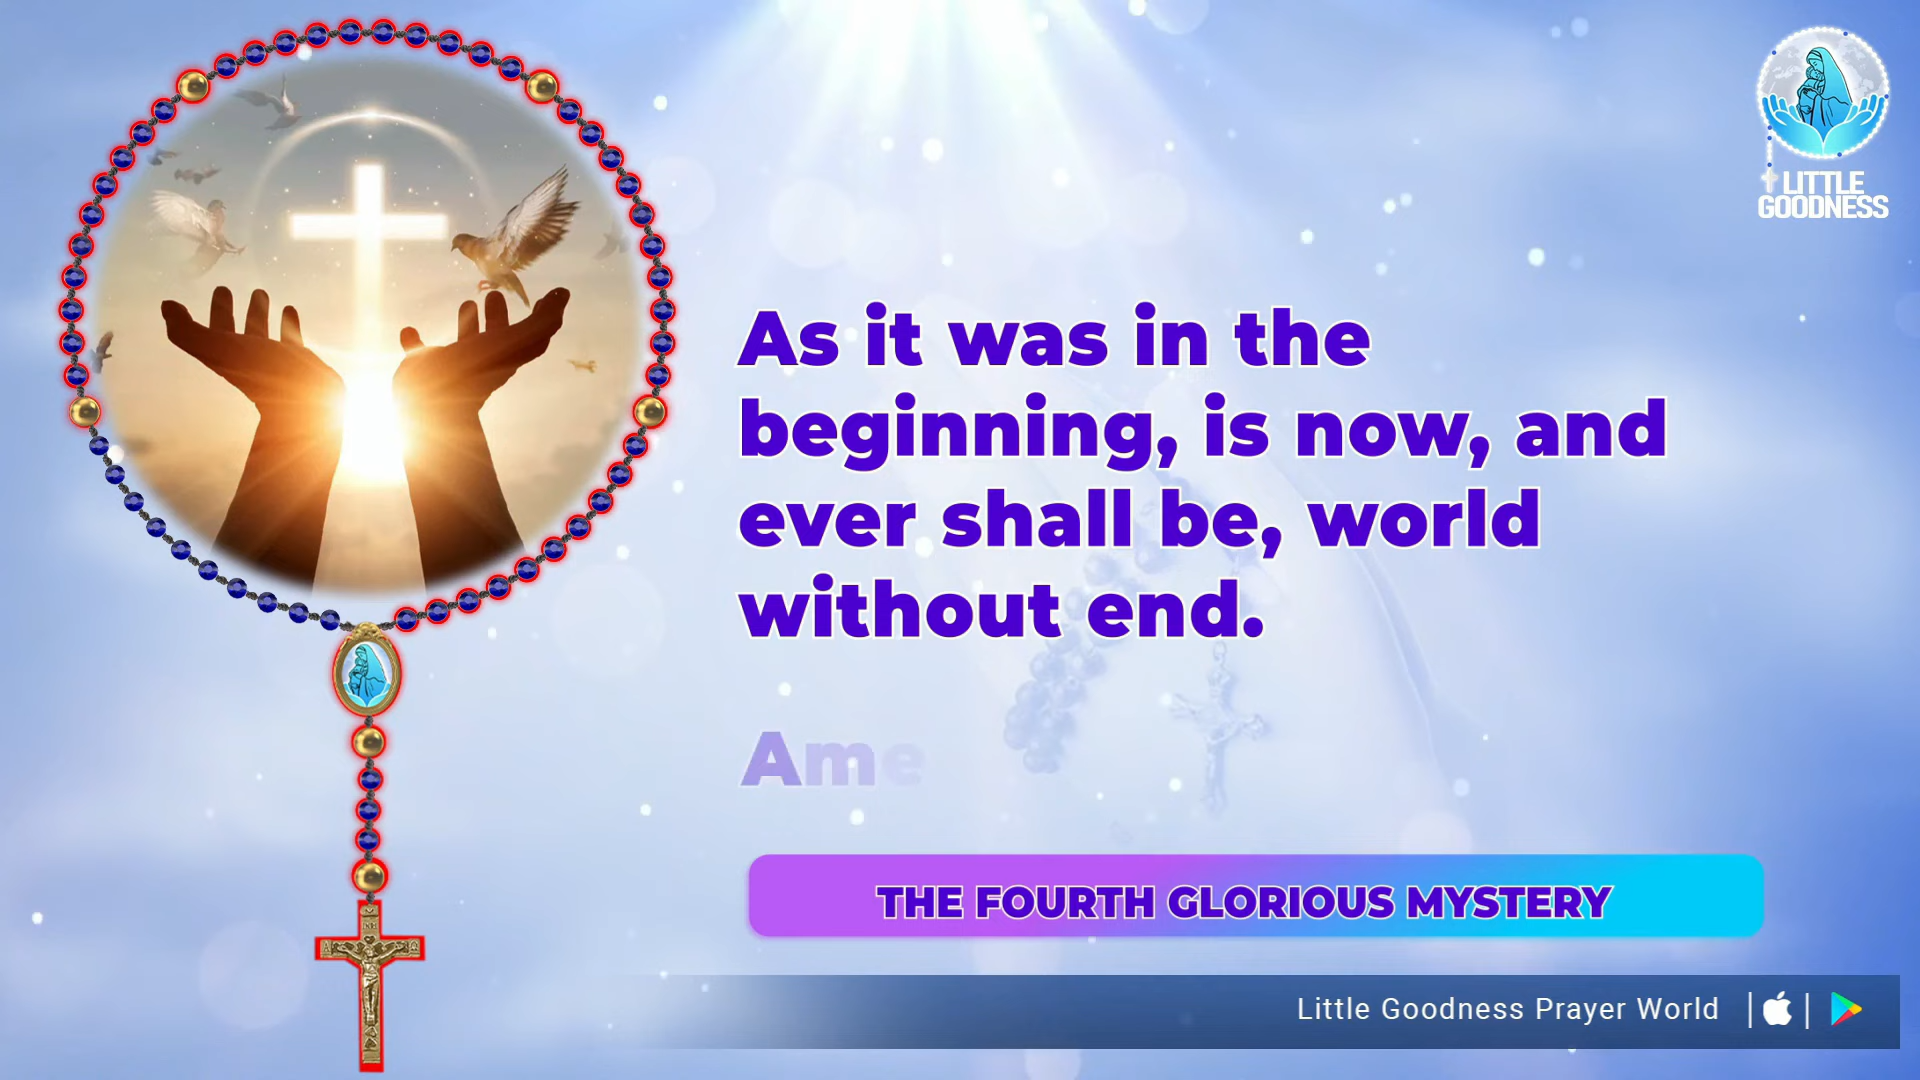 LITTLE
GOODNESS
As it was in the
beginning, is now, and
ever shall be, world
without end.
Ame
THE FOURTH GLORIOUS MYSTERY
Little Goodness Prayer World